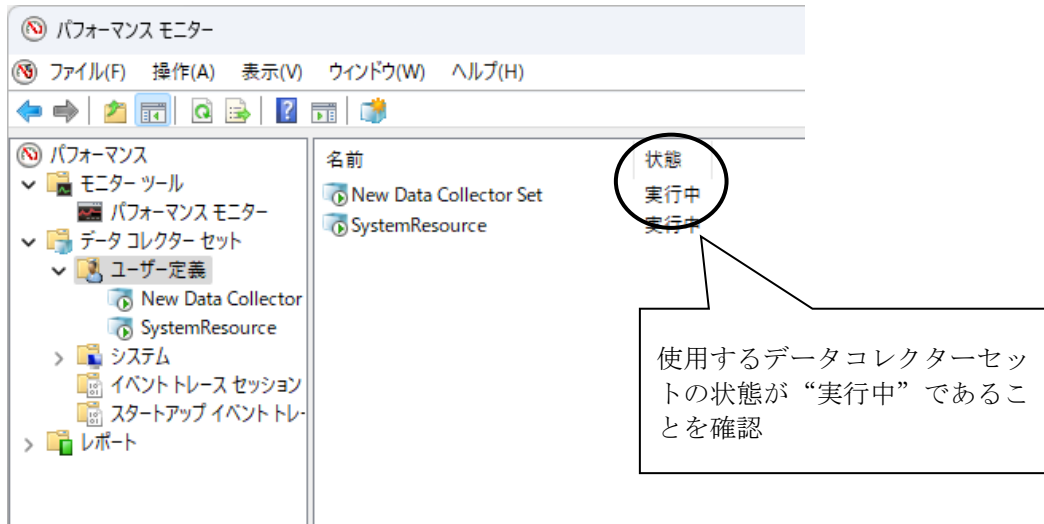 パフォーマンス モニター
ファイル(F) 操作(A) 表示(V) ウィンドウ(W) ヘルプ(H)
パフォーマンス
モニター ツール
パフォーマンス モニター
データ コレクター セット
ユーザー定義
New Data Collector
SystemResource
システム
イベント トレース セッション
スタートアップ イベント トレ
レポート
名前 状態
New Data Collector Set 実行中
SystemResource 実行中
使用するデータコレクターセッ
トの状態が“実行中”であるこ
とを確認